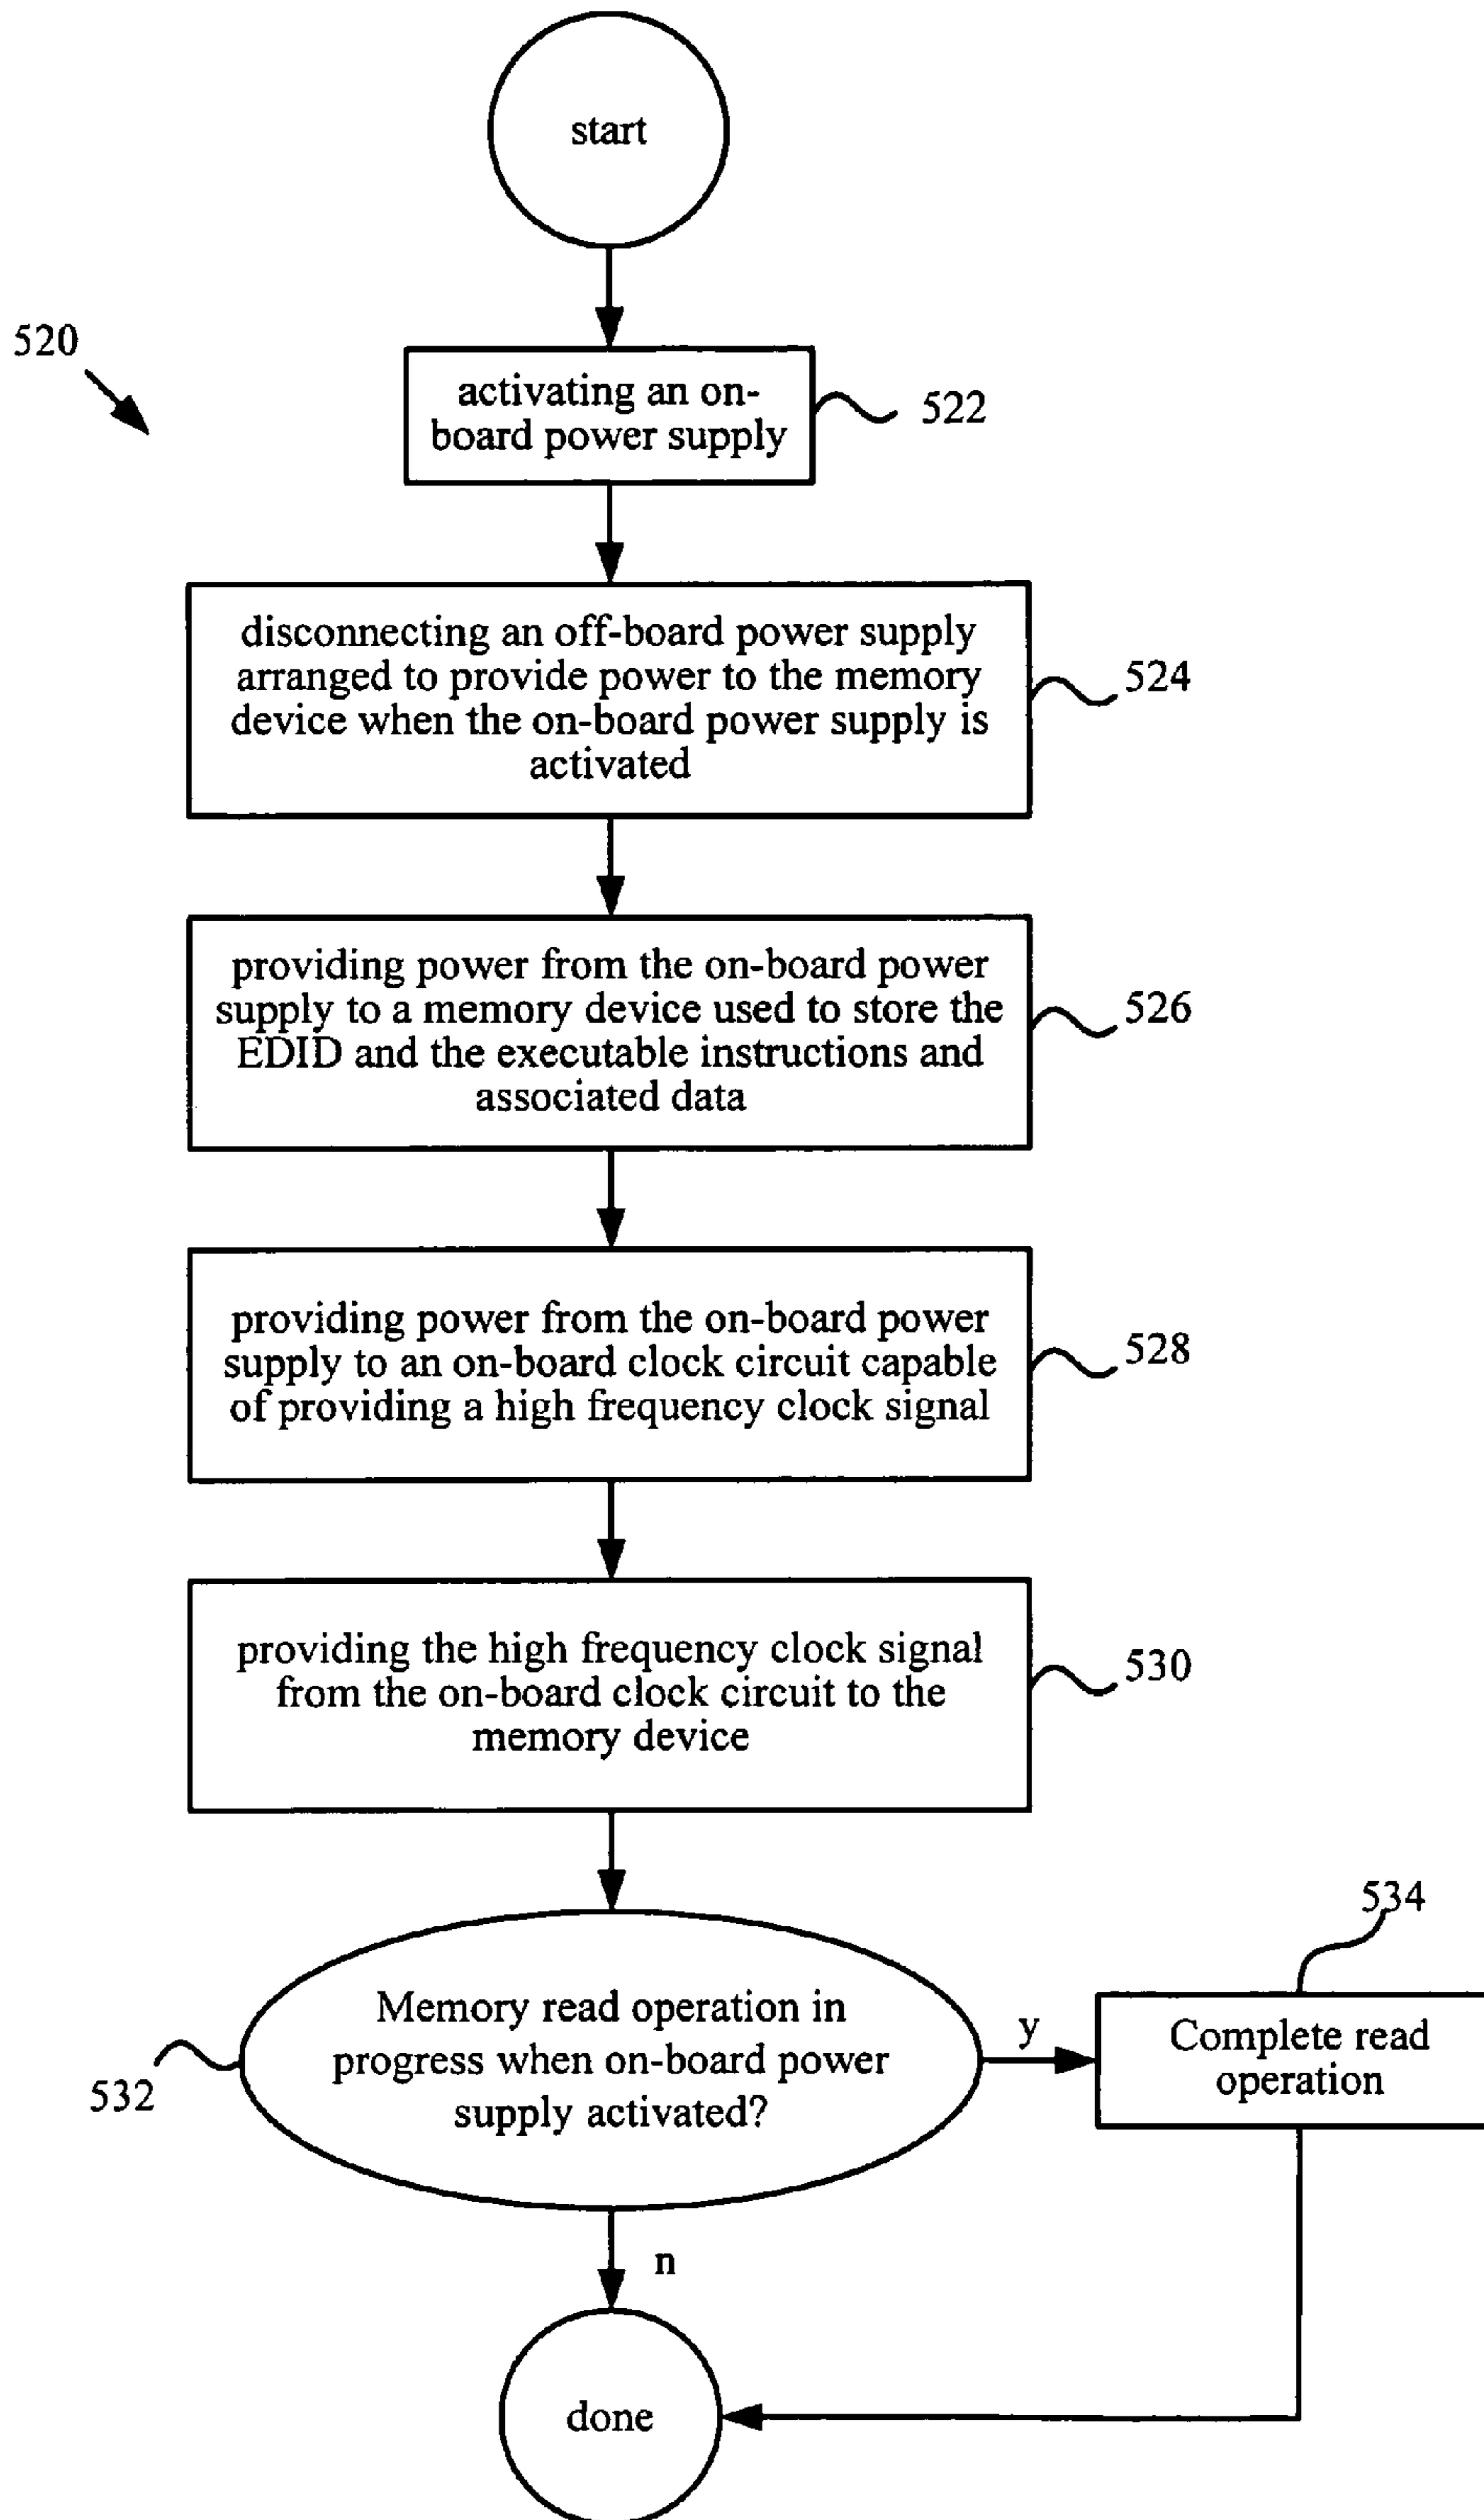 start
520
activating an on-
board power supply
522
disconnecting an off-board power supply
arranged to provide power to the memory
device when the on-board power supply is
activated
524
providing power from the on-board power
supply to a memory device used to store the
EDID and the executable instructions and
associated data
526
providing power from the on-board power
supply to an on-board clock circuit capable
of providing a high frequency clock signal
528
providing the high frequency clock signal
from the on-board clock circuit to the
memory device
530
534
Memory read operation in
progress when on-board power
supply activated?
532
y
Complete read
operation
n
done